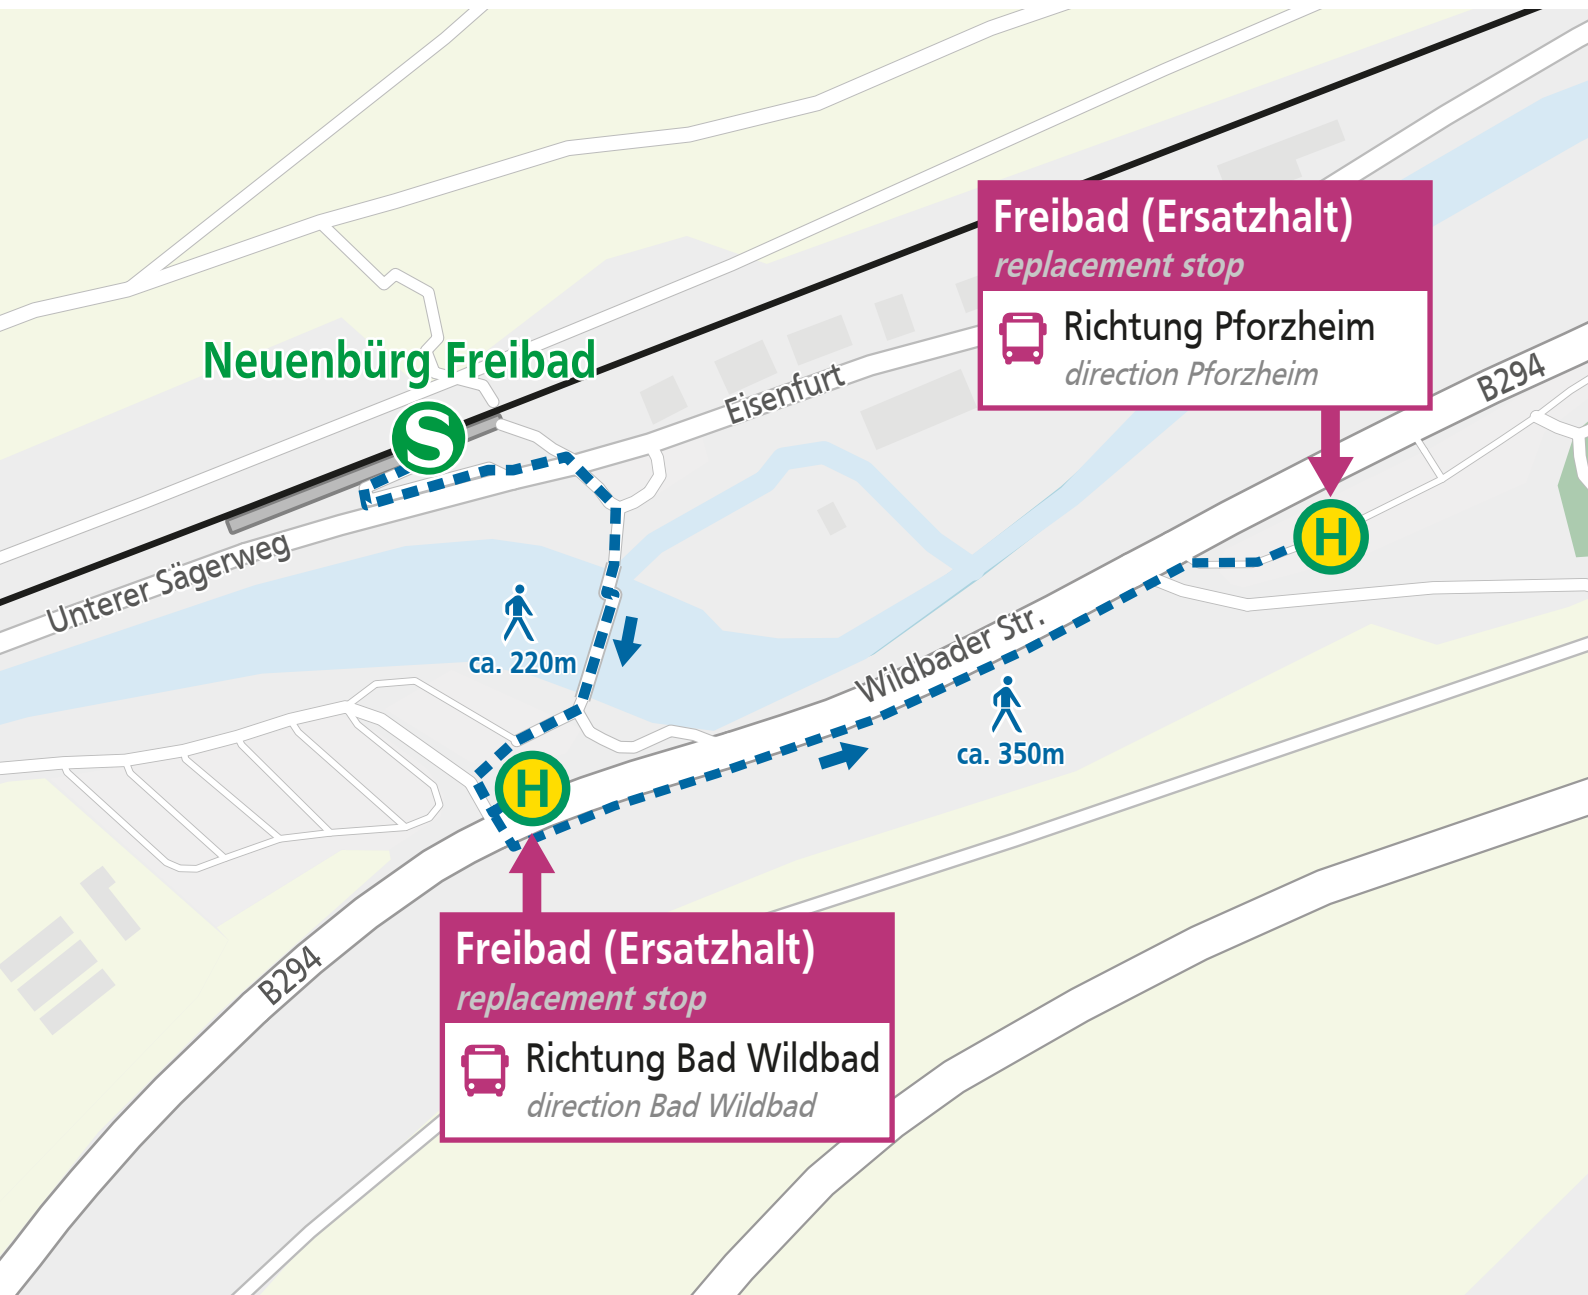 Freibad (Ersatzhalt)
replacement stop
Richtung Pforzheim
direction Pforzheim
B294
Neuenbürg Freibad
S
Eisenfurt
H
Unterer Sägerweg
ca. 220m
Wildbader Str.
ca. 350m
H
B294
Freibad (Ersatzhalt)
replacement stop
Richtung Bad Wildbad
direction Bad Wildbad